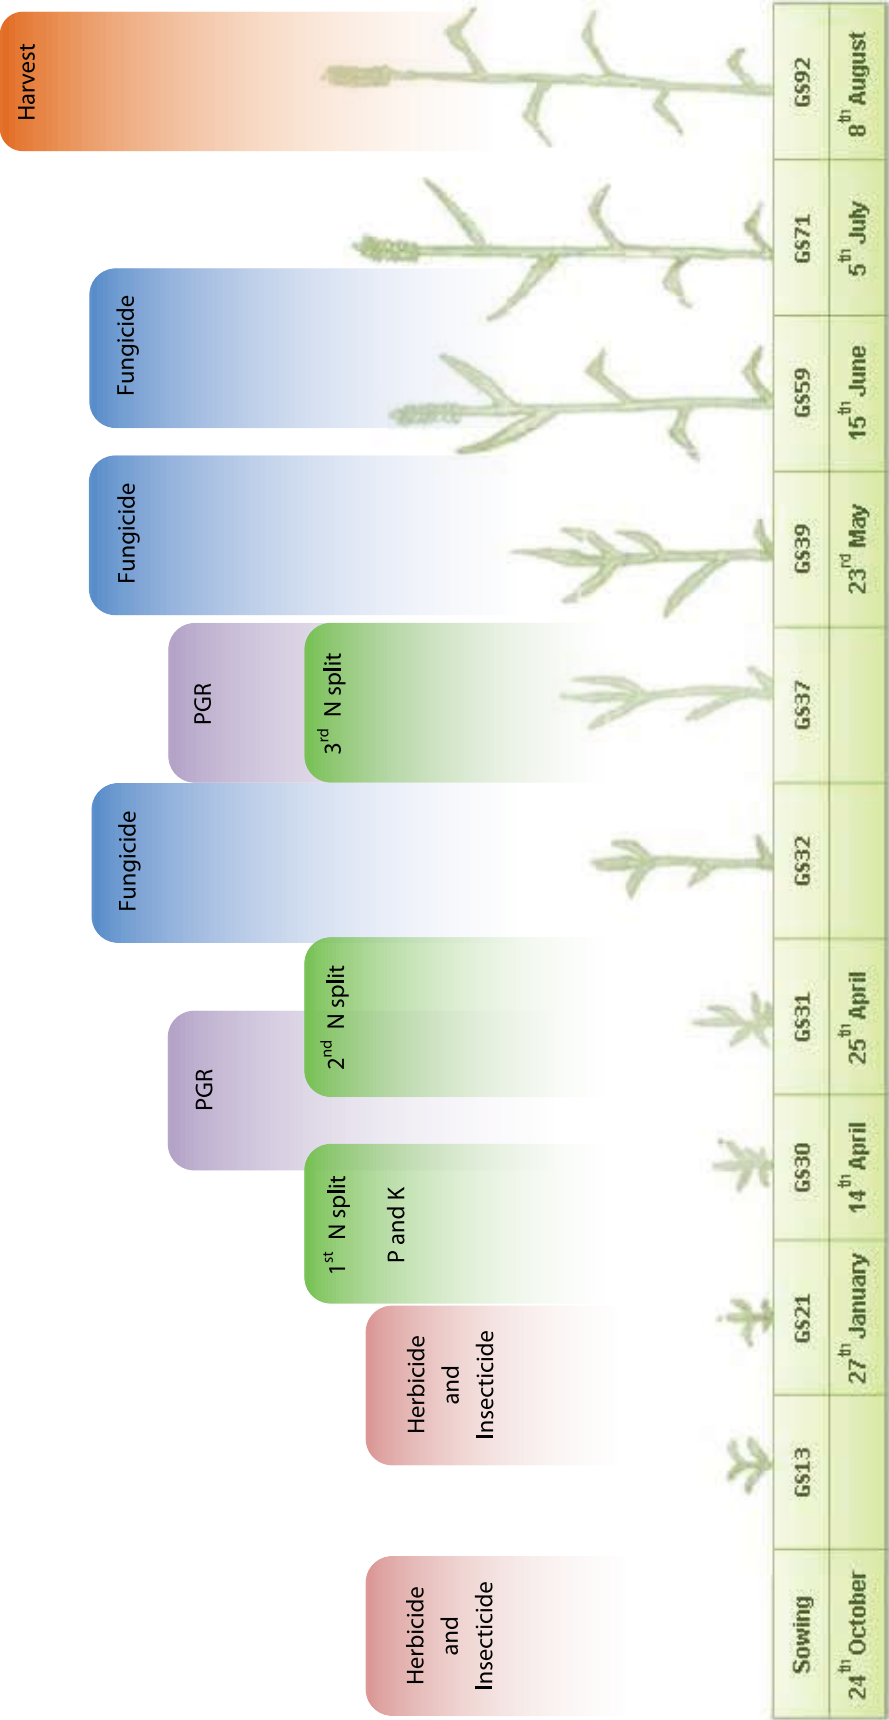 Harvest
Fungicide
Fungicide
Fungicide
PGR
PGR
3rd N split
2nd N split
1st N split
P and K
Herbicide
and
Insecticide
Herbicide
and
Insecticide
Sowing
GS13
GS21
GS30
GS31
GS32
GS37
GS39
GS59
GS71
GS92
24th October
27th January
14th April
25th April
23rd May
15th June
5th July
8th August